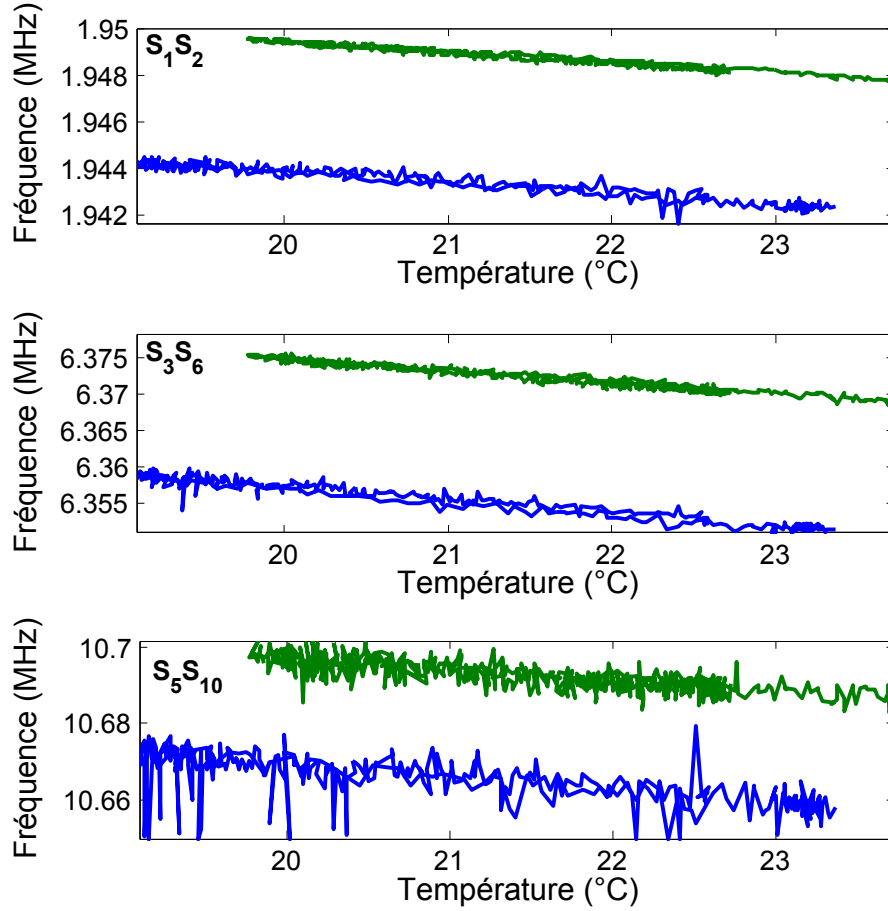 S1S2
Fréquence (MHz)
1.95
1.948
1.946
1.944
1.942
20 21 22 23
Température (°C)
S3S6
Fréquence (MHz)
6.375
6.37
6.365
6.36
6.355
20 21 22 23
Température (°C)
S5S10
Fréquence (MHz)
10.7
10.68
10.66
20 21 22 23
Température (°C)